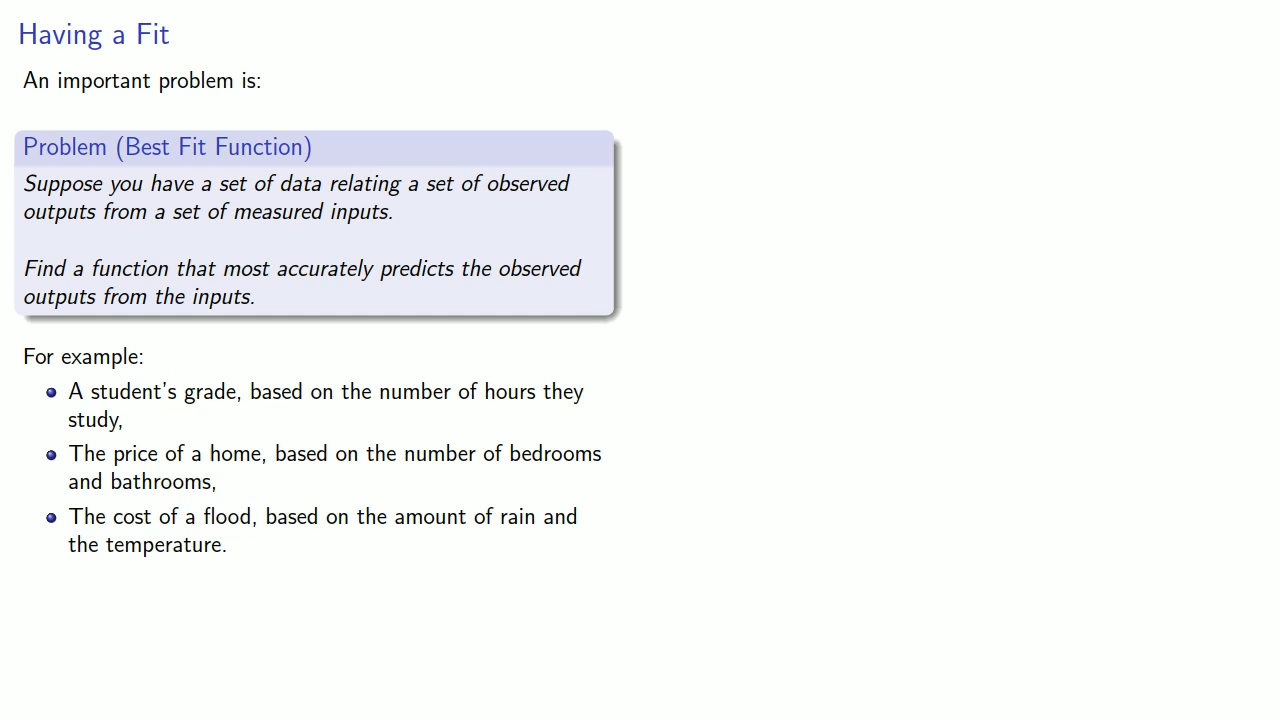 Having a Fit
An important problem is:
Problem (Best Fit Function)
Suppose you have a set of data relating a set of observed
outputs from a set of measured inputs.
Find a function that most accurately predicts the observed
outputs from the inputs.
For example:
A student's grade, based on the number of hours they
study,
The price of a home, based on the number of bedrooms
and bathrooms,
The cost of a flood, based on the amount of rain and
the temperature.